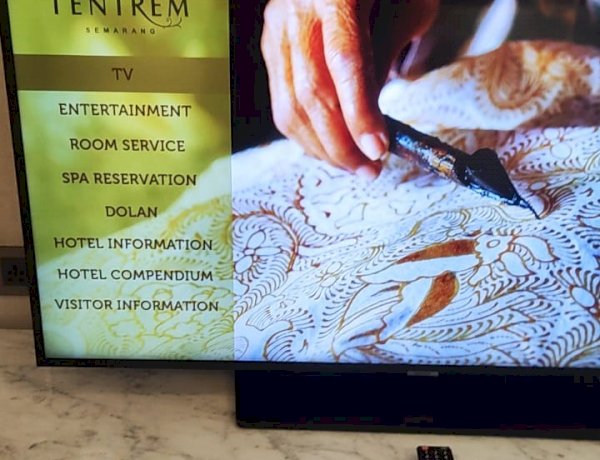 TENTREM
SEMARANG
TV
ENTERTAINMENT
ROOM SERVICE
SPA RESERVATION
DOLAN
HOTEL INFORMATION
HOTEL COMPENDIUM
VISITOR INFORMATION